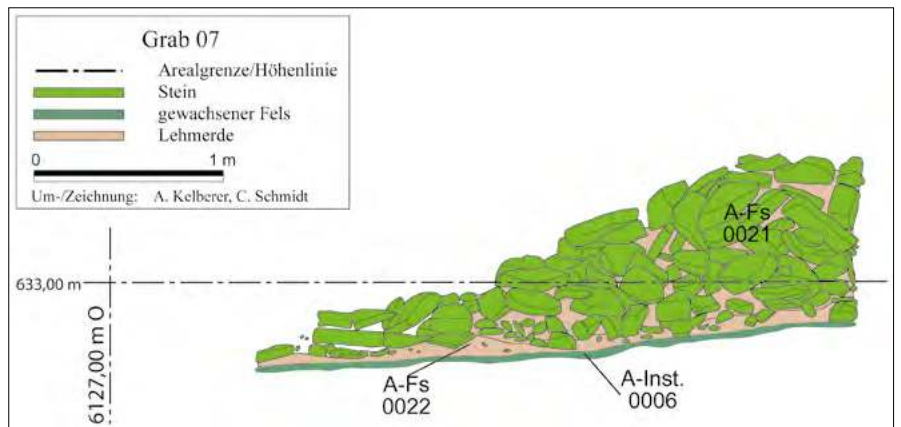 Grab 07
Arealgrenze/Höhenlinie
Stein
gewachsener Fels
Lehmerde
0 1 m
Um-/Zeichnung: A. Kelberer, C. Schmidt
A-Fs
0021
633,00 m
6127,00 m O
A-Fs
0022
A-Inst.
0006